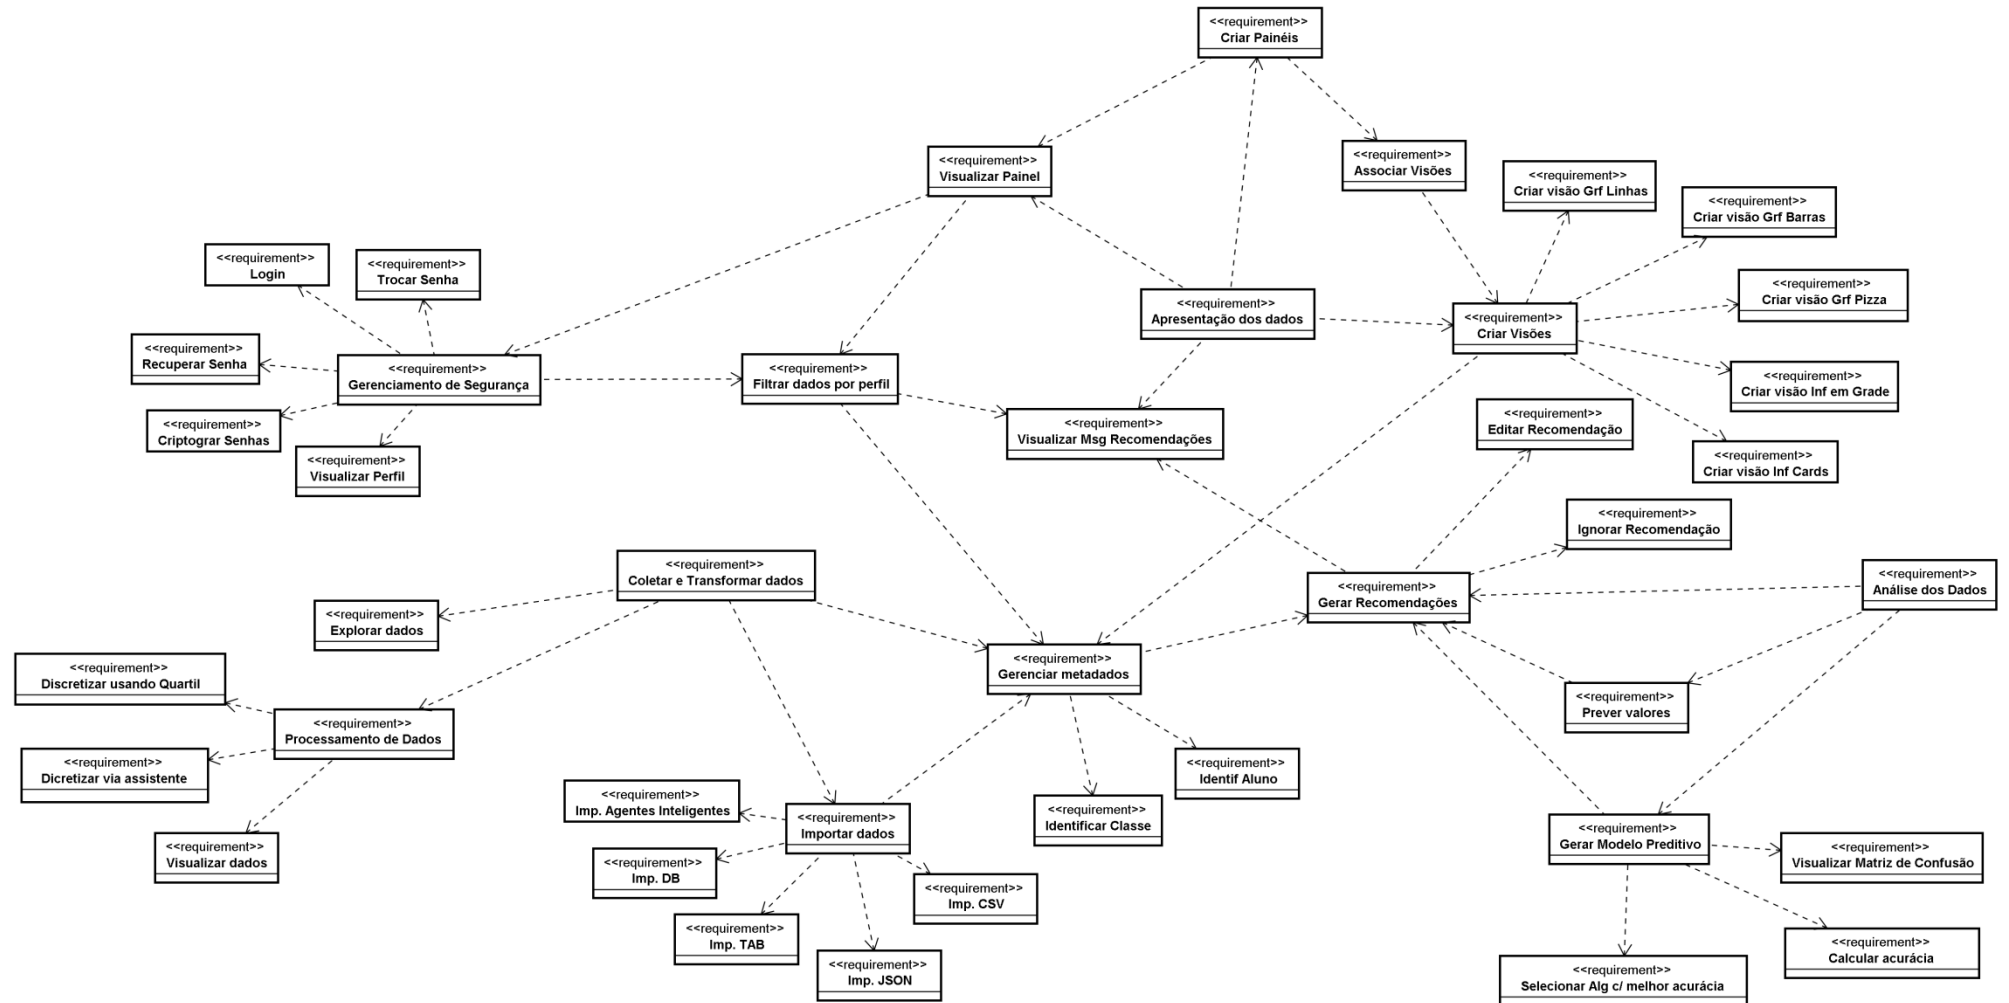 <<requirement>>
Criar Painéis
<<requirement>>
Visualizar Painel
<<requirement>>
Associar Visões
<<requirement>>
Criar visão Grf Linhas
<<requirement>>
Criar visão Grf Barras
<<requirement>>
Login
<<requirement>>
Trocar Senha
<<requirement>>
Apresentação dos dados
<<requirement>>
Criar Visões
<<requirement>>
Criar visão Grf Pizza
<<requirement>>
Recuperar Senha
<<requirement>>
Gerenciamento de Segurança
<<requirement>>
Filtrar dados por perfil
<<requirement>>
Criar visão Inf em Grade
<<requirement>>
Criptograr Senhas
<<requirement>>
Visualizar Perfil
<<requirement>>
Visualizar Msg Recomendações
<<requirement>>
Editar Recomendação
<<requirement>>
Criar visão Inf Cards
<<requirement>>
Ignorar Recomendação
<<requirement>>
Coletar e Transformar dados
<<requirement>>
Gerar Recomendações
<<requirement>>
Análise dos Dados
<<requirement>>
Explorar dados
<<requirement>>
Discretizar usando Quartil
<<requirement>>
Gerenciar metadados
<<requirement>>
Processamento de Dados
<<requirement>>
Prever valores
<<requirement>>
Dicretizar via assistente
<<requirement>>
Identif Aluno
<<requirement>>
Imp. Agentes Inteligentes
<<requirement>>
Importar dados
<<requirement>>
Identificar Classe
<<requirement>>
Visualizar dados
<<requirement>>
Gerar Modelo Preditivo
<<requirement>>
Visualizar Matriz de Confusão
<<requirement>>
Imp. DB
<<requirement>>
Imp. CSV
<<requirement>>
Imp. TAB
<<requirement>>
Imp. JSON
<<requirement>>
Calcular acurácia
<<requirement>>
Selecionar Alg c/ melhor acurácia